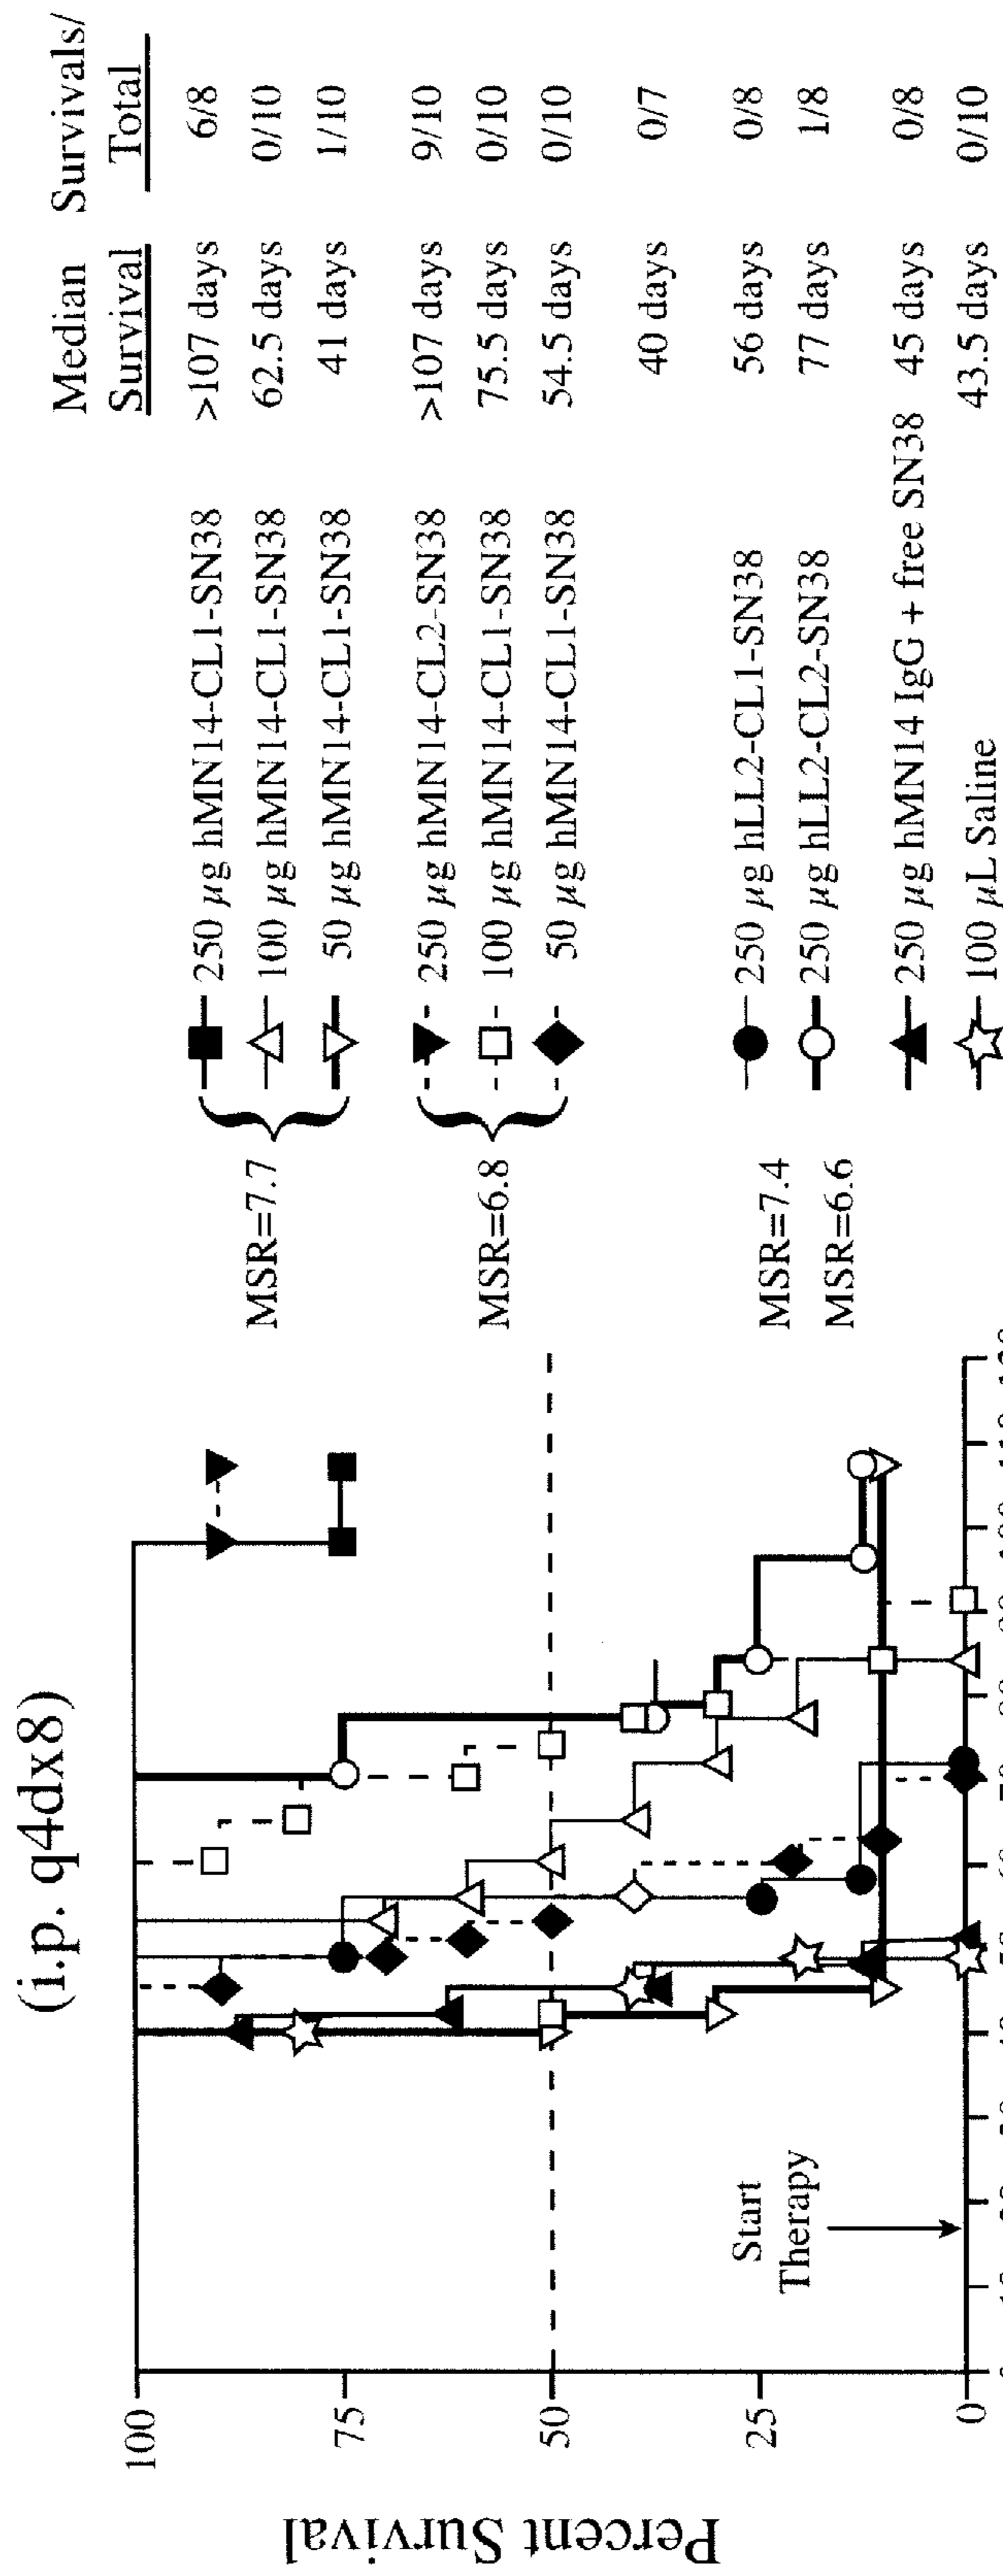 (i.p. q4dx8)
Percent Survival
100
75
50
25
0
Start
Therapy
Median Survivals/
Survival Total
MSR=7.7
250 µg hMN14-CL1-SN38 >107 days 6/8
100 µg hMN14-CL1-SN38 62.5 days 0/10
50 µg hMN14-CL1-SN38 41 days 1/10
MSR=6.8
250 µg hMN14-CL2-SN38 >107 days 9/10
100 µg hMN14-CL1-SN38 75.5 days 0/10
50 µg hMN14-CL1-SN38 54.5 days 0/10
40 days 0/7
MSR=7.4 250 µg hLL2-CL1-SN38 56 days 0/8
MSR=6.6 250 µg hLL2-CL2-SN38 77 days 1/8
250 µg hMN14 IgG + free SN38 45 days 0/8
100 µL Saline 43.5 days 0/10